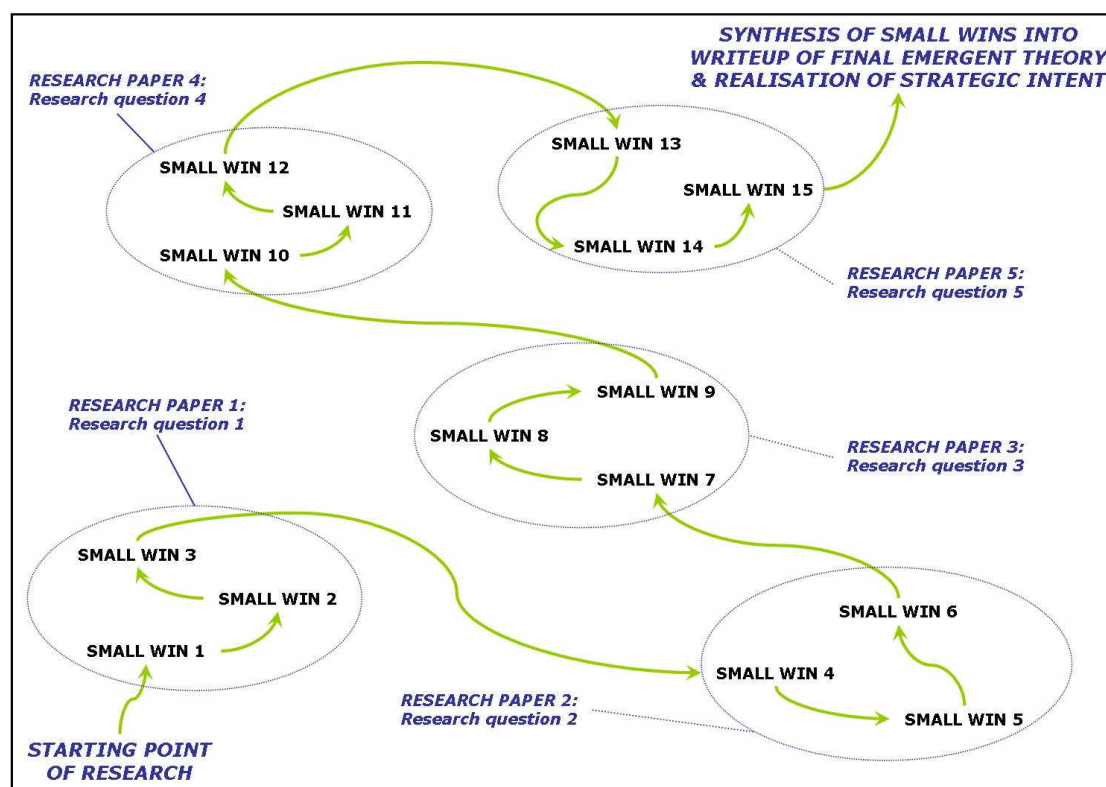 SYNTHESIS OF SMALL WINS INTO
WRITEUP OF FINAL EMERGENT THEORY
& REALISATION OF STRATEGIC INTENT
RESEARCH PAPER 4:
Research question 4
SMALL WIN 12
SMALL WIN 11
SMALL WIN 10
SMALL WIN 13
SMALL WIN 15
SMALL WIN 14
RESEARCH PAPER 5:
Research question 5
SMALL WIN 9
SMALL WIN 8
SMALL WIN 7
RESEARCH PAPER 3:
Research question 3
RESEARCH PAPER 1:
Research question 1
SMALL WIN 3
SMALL WIN 2
SMALL WIN 1
SMALL WIN 6
SMALL WIN 4
SMALL WIN 5
RESEARCH PAPER 2:
Research question 2
STARTING POINT
OF RESEARCH